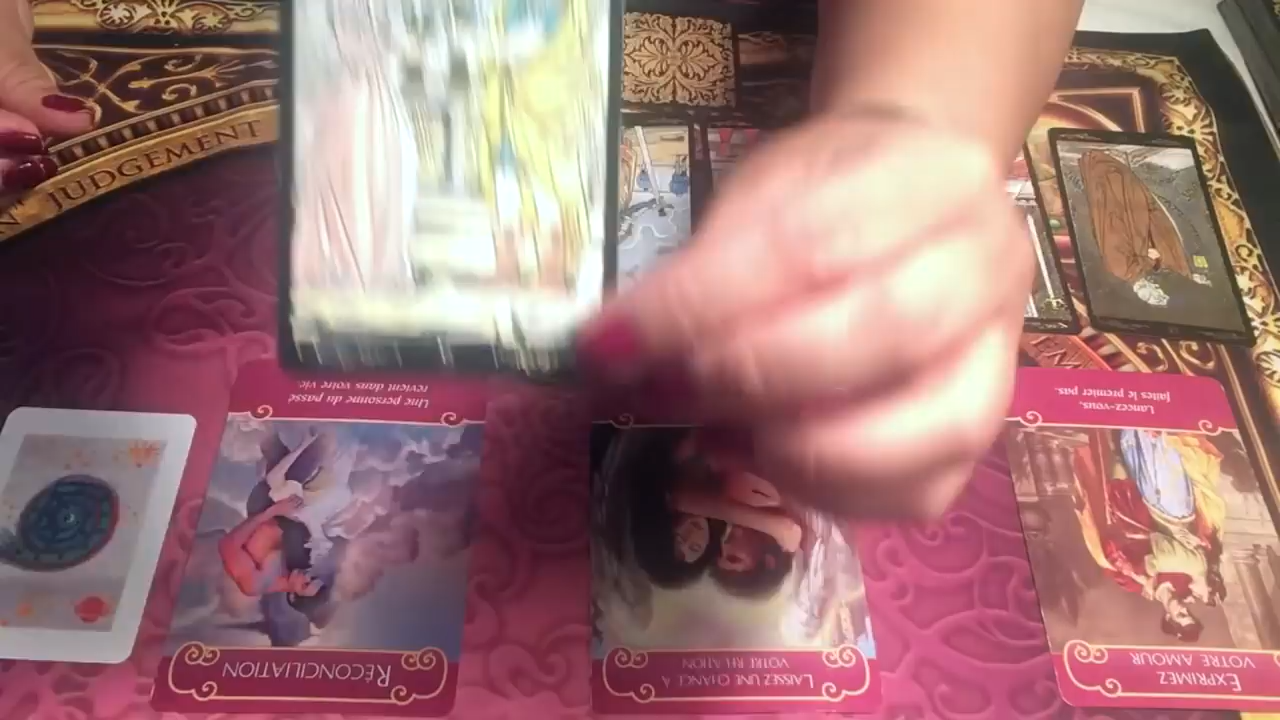 JUDGEMENT
Une personne du passé
revient dans votre vie.
RÉCONCILIATION
LAISSEZ UNE CHANCE À
VOTRE RELATION
Lancez-vous,
faites le premier pas.
EXPRIMEZ
VOTRE AMOUR